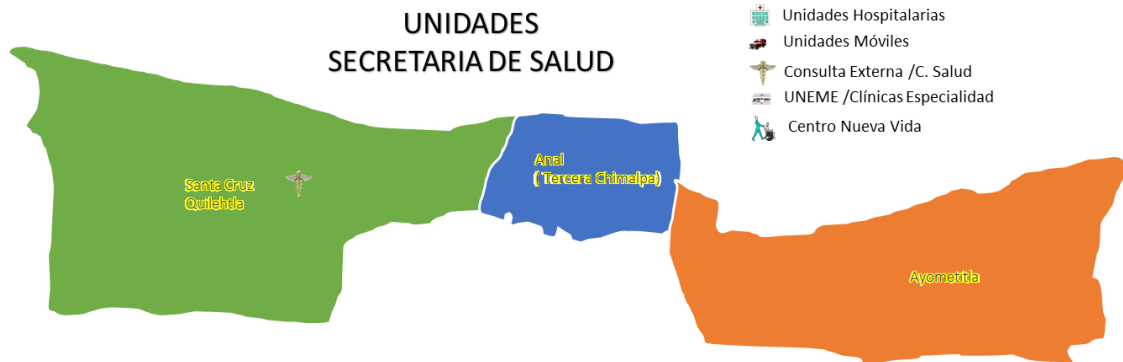 UNIDADES
SECRETARIA DE SALUD
Unidades Hospitalarias
Unidades Móviles
Consulta Externa /C. Salud
UNEME /Clínicas Especialidad
Centro Nueva Vida
Santa Cruz
Quilehtla
Anal
( Tercera Chimalpa)
Ayometitla